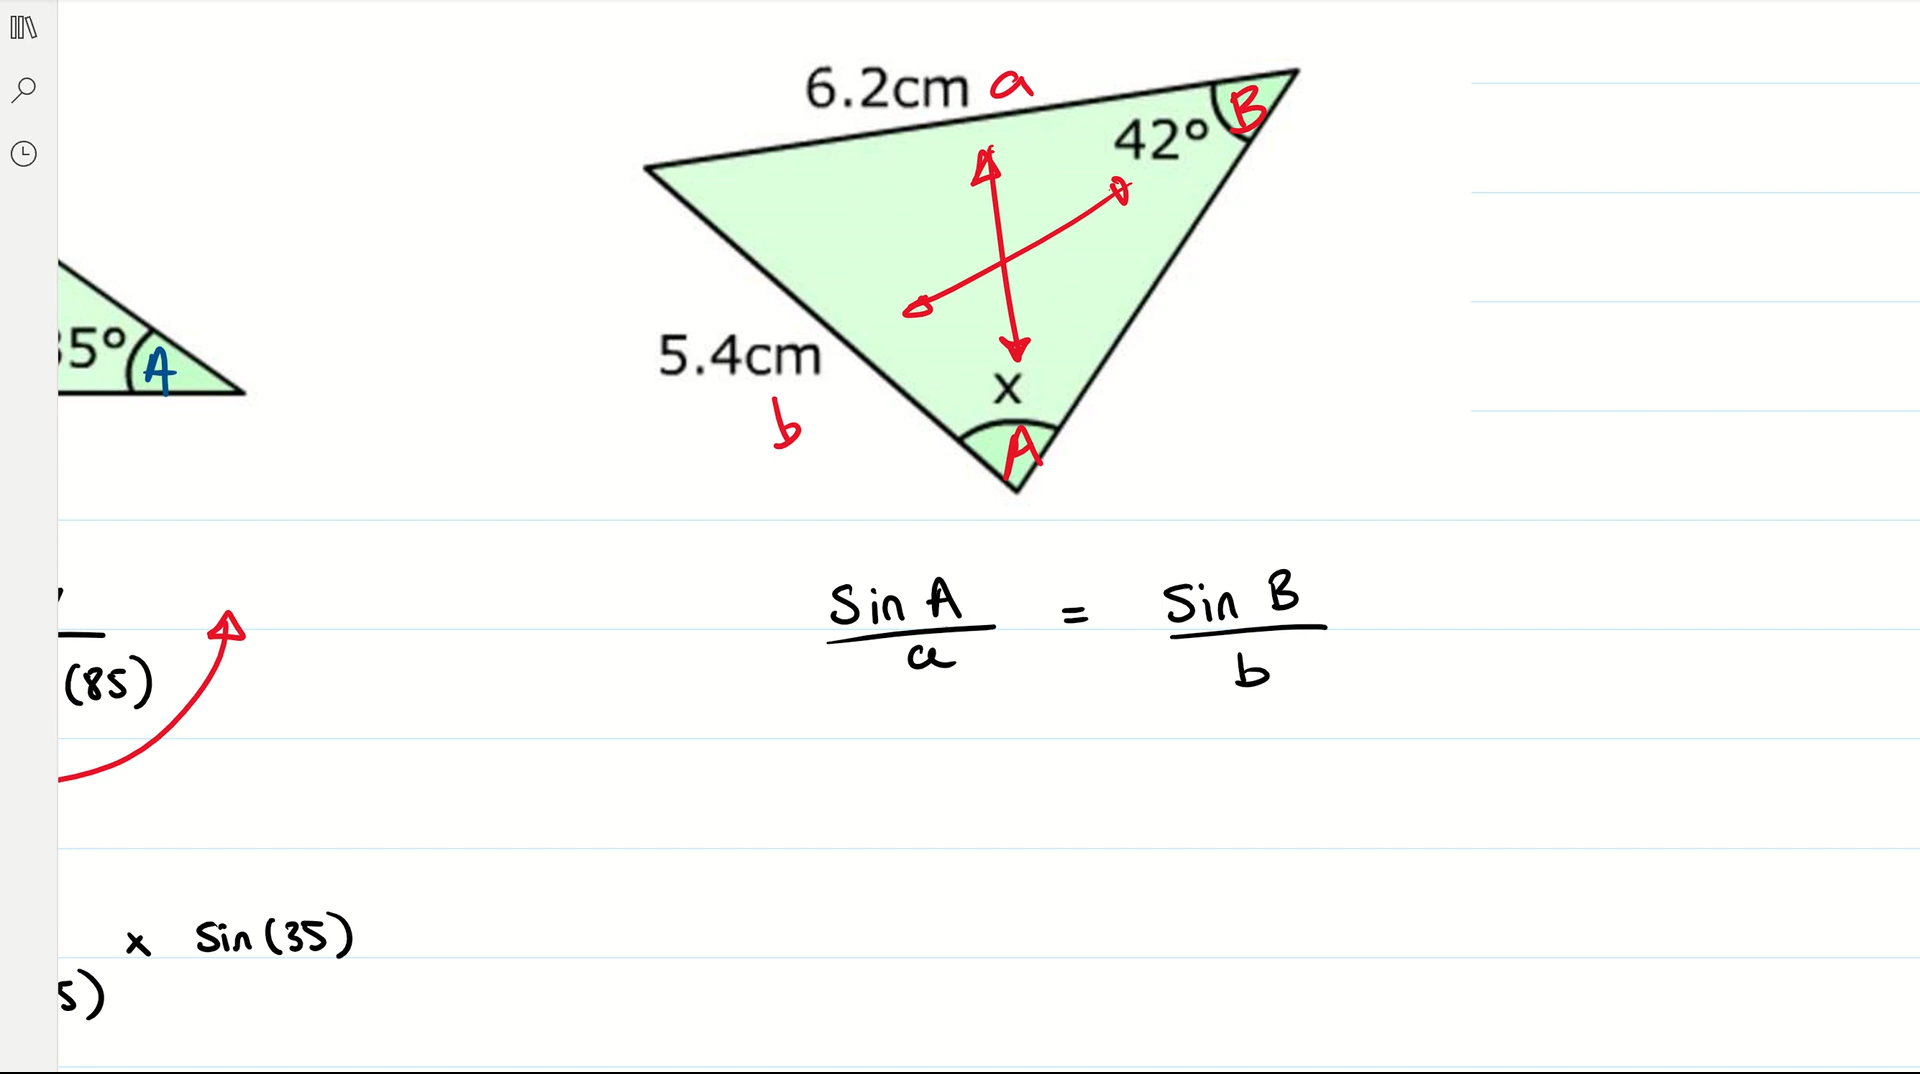 6.2cm a
42° B
5° A
5.4cm
b
x
A
Sin A = Sin B
a b
(85)
x Sin (35)
5)